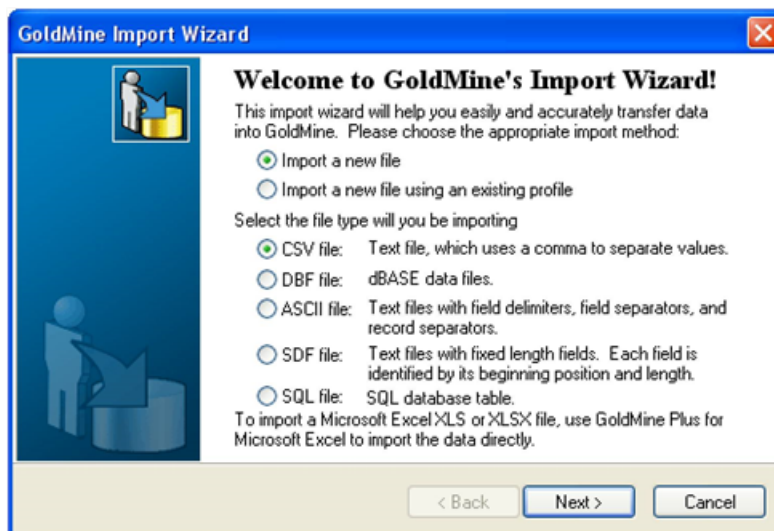 GoldMine Import Wizard
Welcome to GoldMine's Import Wizard!
This import wizard will help you easily and accurately transfer data
into GoldMine. Please choose the appropriate import method:
Import a new file
Import a new file using an existing profile
Select the file type will you be importing
CSV file: Text file, which uses a comma to separate values.
DBF file: dBASE data files.
ASCII file: Text files with field delimiters, field separators, and
record separators.
SDF file: Text files with fixed length fields. Each field is
identified by its beginning position and length.
SQL file: SQL database table.
To import a Microsoft Excel XLS or XLSX file, use GoldMine Plus for
Microsoft Excel to import the data directly.
< Back Next > Cancel